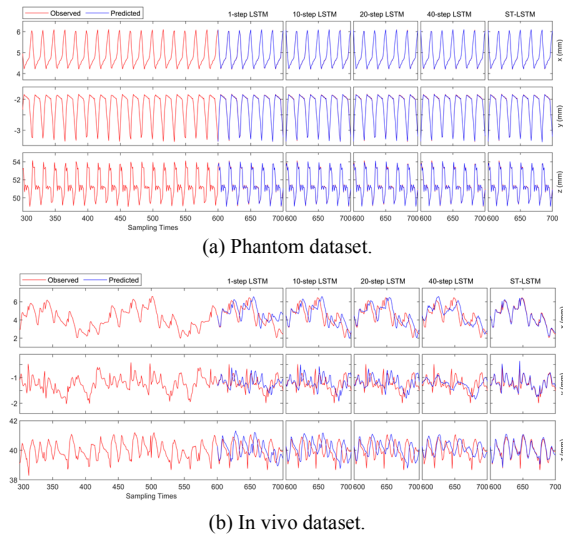 Observed Predicted 1-step LSTM 10-step LSTM 20-step LSTM 40-step LSTM ST-LSTM
6
5
4
x (mm)
-2
-3
y (mm)
54
52
50
z (mm)
300 350 400 450 500 550 600 650 700 600 650 700 600 650 700 600 650 700 600 650 700
Sampling Times
(a) Phantom dataset.
Observed Predicted 1-step LSTM 10-step LSTM 20-step LSTM 40-step LSTM ST-LSTM
6
4
2
x (mm)
-1
-2
y (mm)
42
40
38
z (mm)
300 350 400 450 500 550 600 650 700 600 650 700 600 650 700 600 650 700 600 650 700
Sampling Times
(b) In vivo dataset.